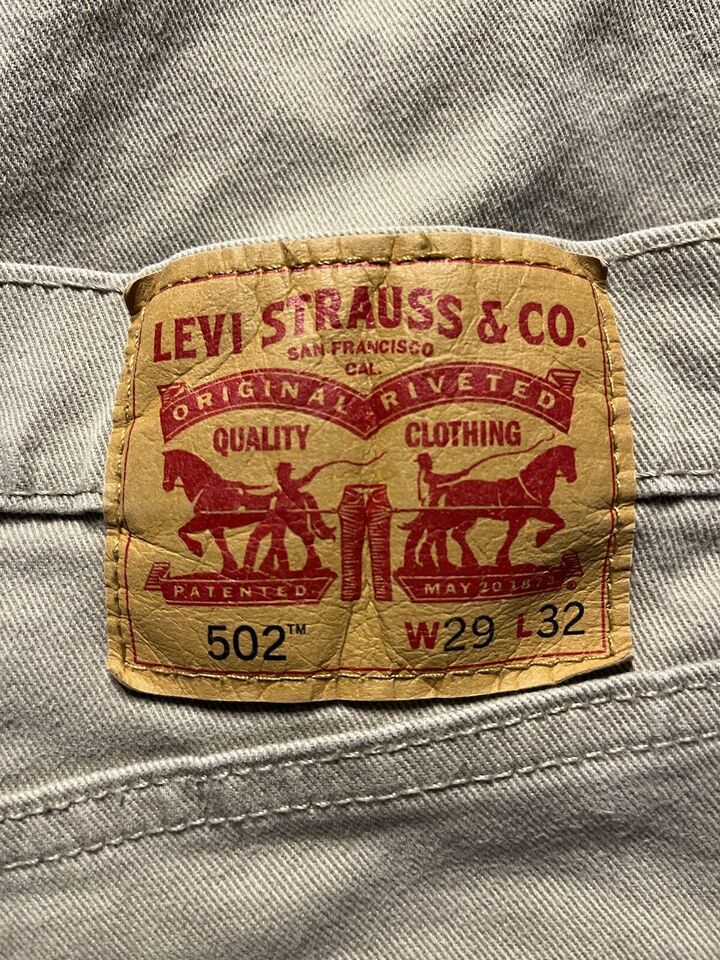 LEVI STRAUSS & CO.
SAN FRANCISCO
CAL.
ORIGINAL RIVETED
QUALITY CLOTHING
PATENTED MAY 20 1873
502™ W29 L32